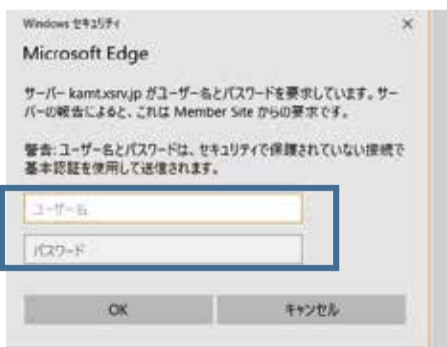 Windows セキュリティ
Microsoft Edge
サーバー kamt.xsrv.jp がユーザー名とパスワードを要求しています。サー
バーの報告によると、これは Member Site からの要求です。
警告: ユーザー名とパスワードは、セキュリティで保護されていない接続で
基本認証を使用して送信されます。
ユーザー名
パスワード
OK
キャンセル